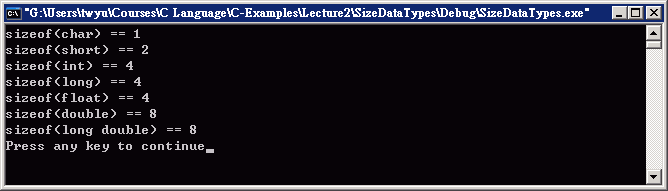 "G:\Users\twyu\Courses\C Language\C-Examples\Lecture2\SizeDataTypes\Debug\SizeDataTypes.exe"
sizeof(char) == 1
sizeof(short) == 2
sizeof(int) == 4
sizeof(long) == 4
sizeof(float) == 4
sizeof(double) == 8
sizeof(long double) == 8
Press any key to continue_